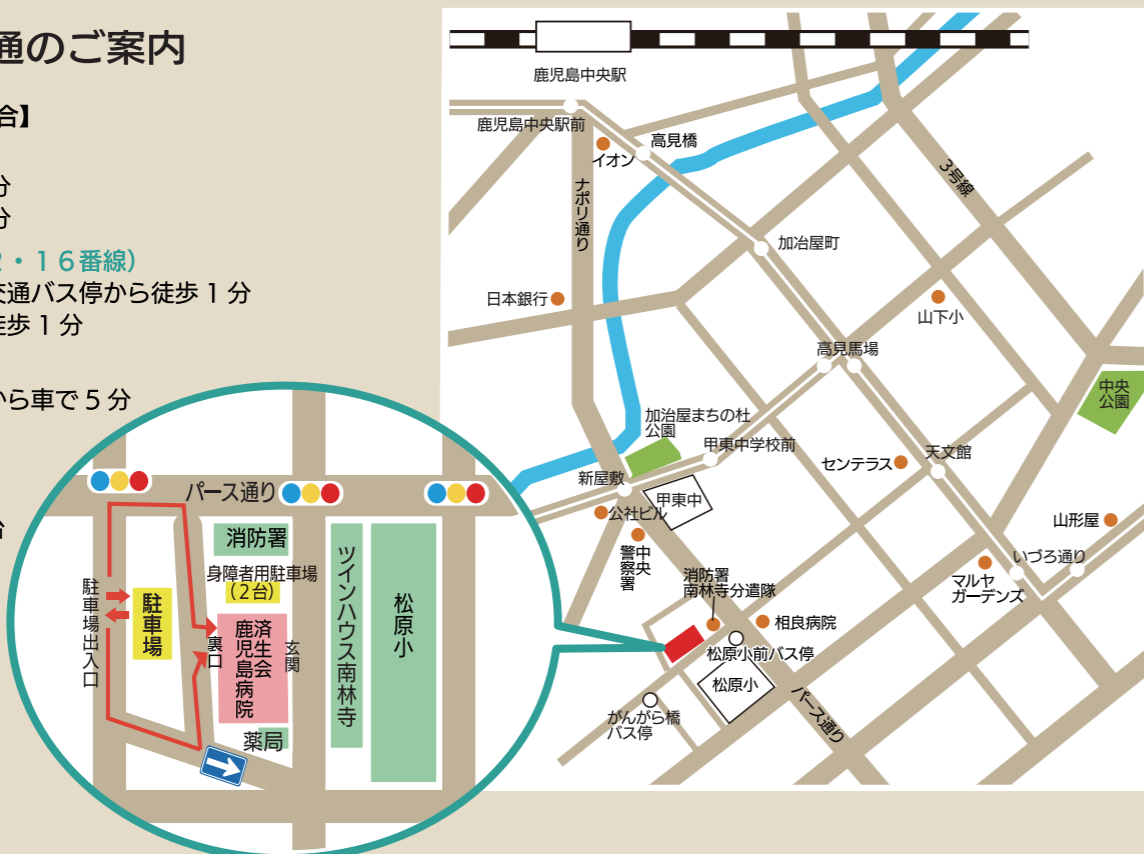 通のご案内
合】
分
分
２・１６番線）
交通バス停から徒歩 1 分
徒歩 1 分
から車で 5 分
台
鹿児島中央駅
鹿児島中央駅前
イオン
高見橋
ナポリ通り
3号線
加冶屋町
日本銀行
山下小
高見馬場
中央
公園
加治屋まちの杜
公園
甲東中学校前
センテラス
天文館
新屋敷
甲東中
公社ビル
山形屋
中央
警察署
いづろ通り
消防署
南林寺分遣隊
マルヤ
ガーデンズ
相良病院
松原小前バス停
松原小
パース通り
がんがら橋
バス停
パース通り
消防署
身障者用駐車場
（2台）
駐車場出入口
駐車場
裏口
済生会
鹿児島病院
玄関
薬局
ツインハウス南林寺
松原小